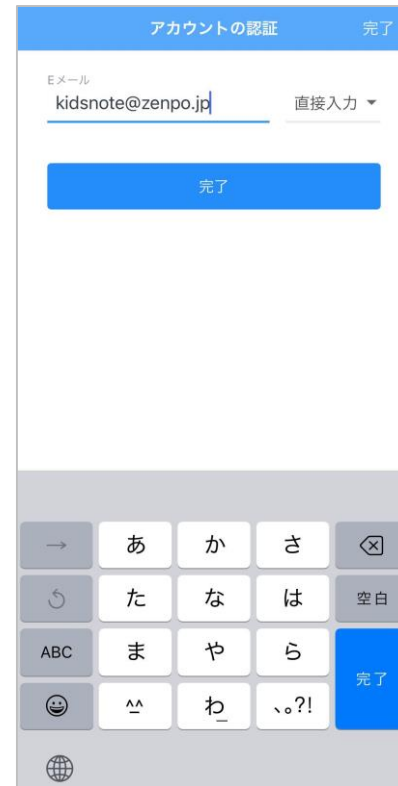 アカウントの認証 完了
Eメール
kidsnote@zenpo.jp 直接入力
完了
→ あ か さ
た な は 空白
ABC ま や ら
完了
^^ わ_ 、。?!